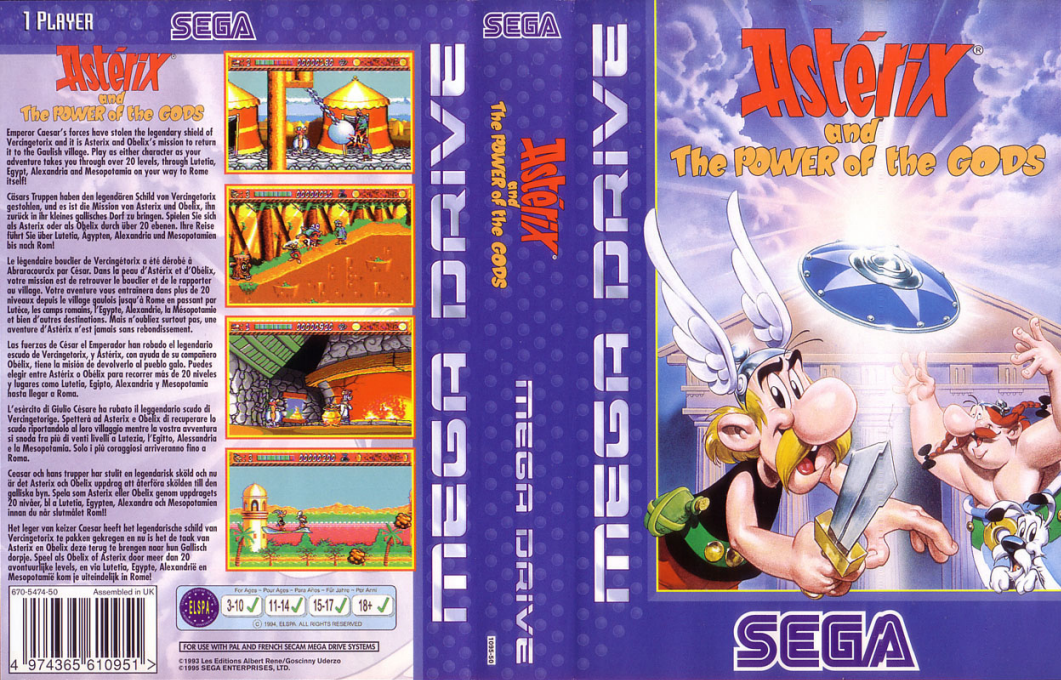 1 PLAYER
SEGA
Astérix®
and
The POWER of the GODS
Emperor Caesar's forces have stolen the legendary shield of
Vercingetorix and it is Asterix and Obelix's mission to return
it to the Gaulish village. Play as either character as your
adventure takes you through over 20 levels, through Lutetia,
Egypt, Alexandria and Mesopotamia on your way to Rome
itself!
Cäsars Truppen haben den legendären Schild von Vercingetorix
gestohlen, und es ist die Mission von Asterix und Obelix, ihn
zurück in ihr kleines gallisches Dorf zu bringen. Spielen Sie sich
als Asterix oder als Obelix durch über 20 ebenen. Ihre Reise
führt Sie über Lutetia, Agypten, Alexandria und Mesopotamien
bis nach Rom!
Le légendaire bouclier de Vercingétorix a été dérobé à
Abraracourcix par César. Dans la peau d'Astérix et d'Obélix,
votre mission est de retrouver le bouclier et de le rapporter
au village. Votre aventure vous entrainera dans plus de 20
niveaux depuis le village gaulois jusqu'à Rome en passant par
Lutéce, les camps romains, l'Egypte, Alexandrie, la Mésopotamie
et bien d'autres destinations. Mais n'oubliez surtout pas, une
aventure d'Astérix n'est jamais sans rebondissement.
Las fuerzas de César el Emperador han robado el legendario
escudo de Vercingetorix, y Astérix, con ayuda de su compañero
Obélix, tiene la misión de devolverlo al pueblo galo. Puedes
elegir entre Astérix o Obélix para recorrer más de 20 niveles
y lugares como Lutetia, Egipto, Alexandria y Mesopotamia
hasta llegar a Roma.
L'esèrcito di Giulio Césare ha rubato il leggendario scudo di
Vercingetorige. Spetterà ad Asterix e Obelix di recuperare lo
scudo riportandolo al loro villaggio mentre la vostra avventura
si snoda fra più di venti livelli a Lutezia, l'Egitto, Alessandria
e la Mesopotamia. Solo i più coraggiosi arriveranno fino a
Roma.
Ceasar och hans trupper har stulit en legendarisk sköld och nu
är det Asterix och Obelix uppdrag att återföra skölden till den
galliska byn. Spela som Asterix eller Obelix genom uppdragets
20 nivåer, bl a Lutetia, Egypten, Alexandra och Mesopotamien
innan du når slutmålet Rom!!
Het leger van keizer Caesar heeft het legendarische schild van
Vercingetorix te pakken gekregen en nu is het de taak van
Asterix en Obelix deze terug te brengen naar hun Gallisch
dorpje. Speel als Obelix of Asterix door meer dan 20
avontuurlijke levels, en via Lutetia, Egypte, Alexandrië en
Mesopotamië kom je uiteindelijk in Rome!
670-5474-50 Assembled in UK
4 974365 610951 >
For Ages – Pour Ages – Para Años – Für Jahre – Per Anni
ELSPA
3-10 11-14 15-17 18+
© 1994, ELSPA. ALL RIGHTS RESERVED
FOR USE WITH PAL AND FRENCH SECAM MEGA DRIVE SYSTEMS
©1993 Les Editions Albert Rene/Goscinny Uderzo
©1995 SEGA ENTERPRISES, LTD.
MEGA DRIVE
SEGA
Astérix®
and
The POWER of the GODS
MEGA DRIVE
1095-50
MEGA DRIVE
Astérix®
and
The POWER of the GODS
SEGA